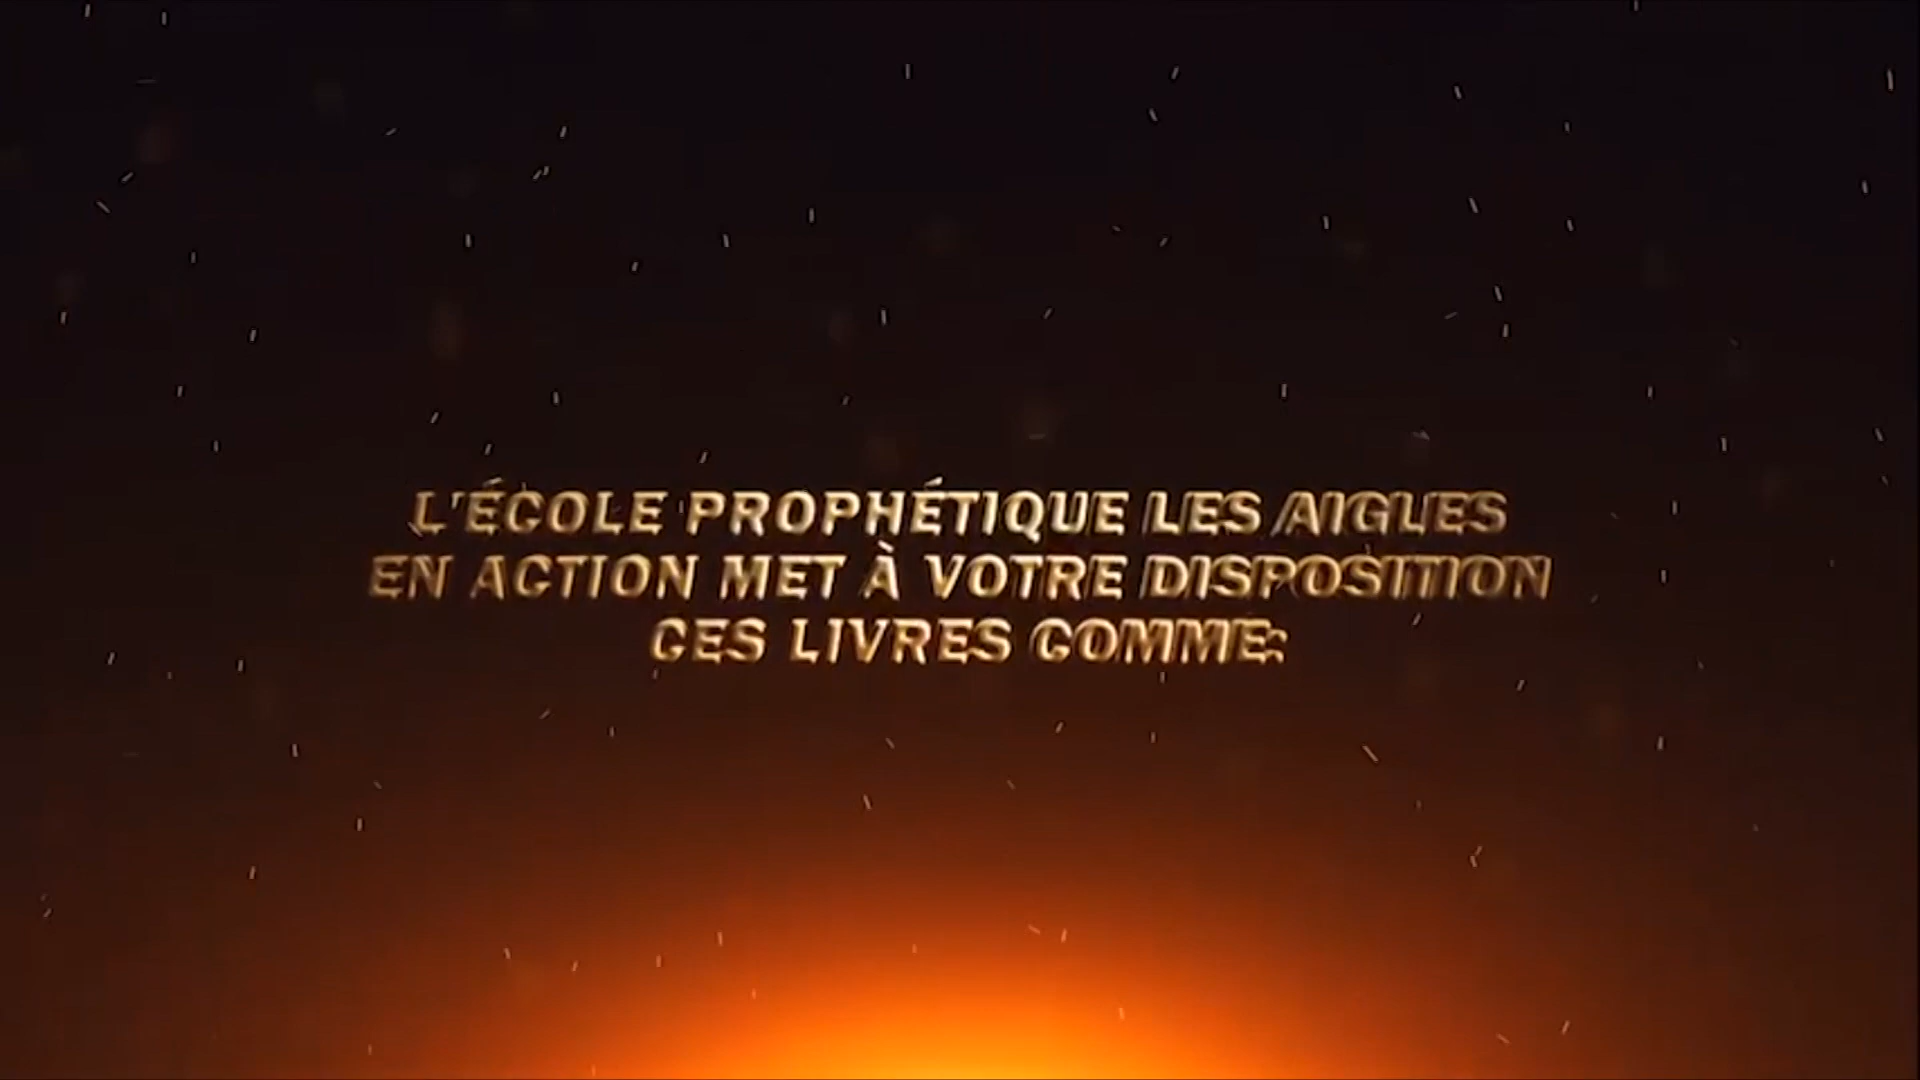 L'ÉCOLE PROPHÉTIQUE LES AIGLES
EN ACTION MET À VOTRE DISPOSITION
CES LIVRES COMME: